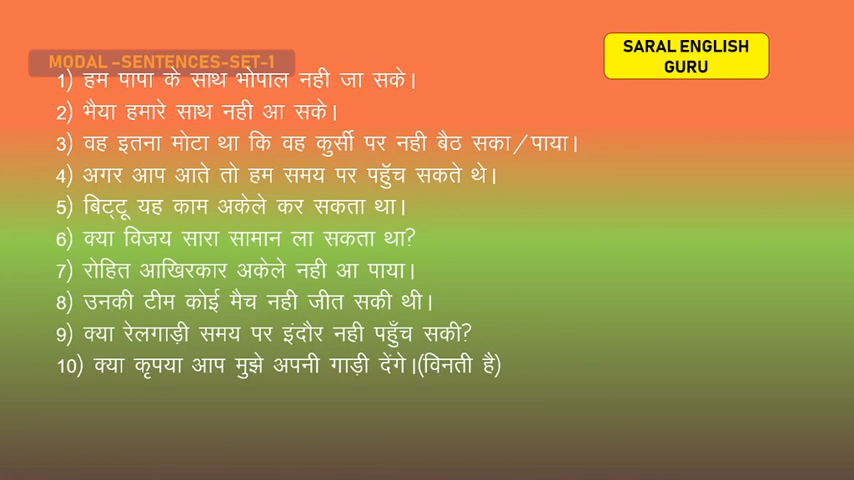 MODAL –SENTENCES-SET-1
SARAL ENGLISH
GURU
1) हम पापा के साथ भोपाल नही जा सके।
2) भैया हमारे साथ नही आ सके।
3) वह इतना मोटा था कि वह कुर्सी पर नही बैठ सका/पाया।
4) अगर आप आते तो हम समय पर पहुॅच सकते थे।
5) बिट्टू यह काम अकेले कर सकता था।
6) क्या विजय सारा सामान ला सकता था?
7) रोहित आखिरकार अकेले नही आ पाया।
8) उनकी टीम कोई मैच नही जीत सकी थी।
9) क्या रेलगाड़ी समय पर इंदौर नही पहुँच सकी?
10) क्या कृपया आप मुझे अपनी गाड़ी देंगे।(विनती है)